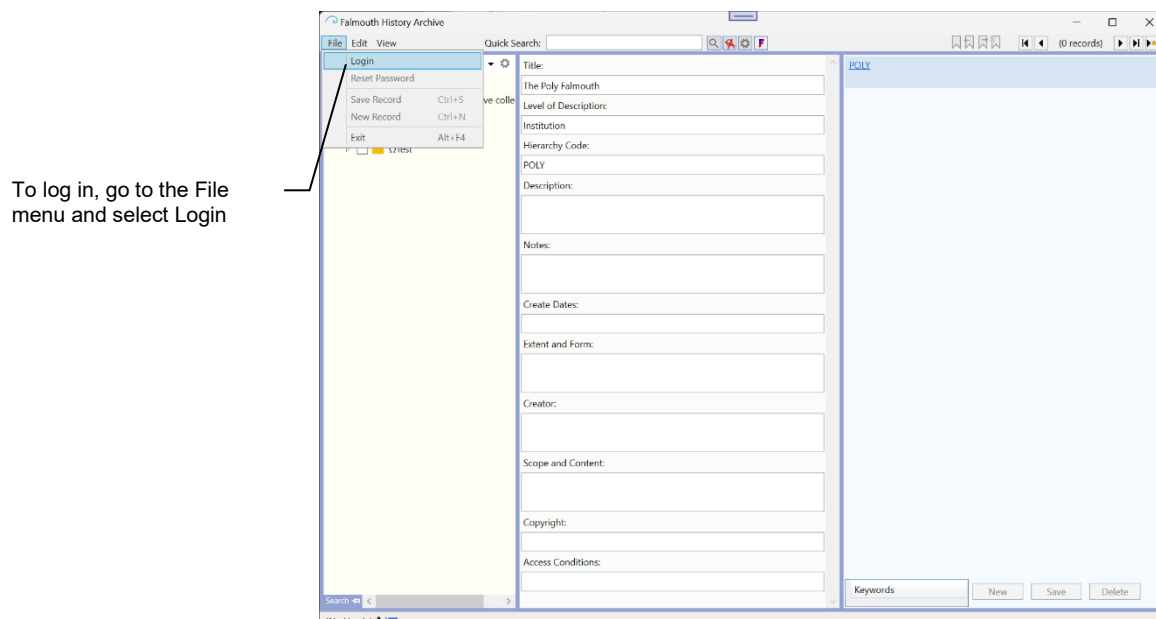 Falmouth History Archive
File Edit View Quick Search: (0 records)
Login
Reset Password
Save Record Ctrl+S
New Record Ctrl+N
Exit Alt+F4
ve colle
To log in, go to the File
menu and select Login
Title:
The Poly Falmouth
Level of Description:
Institution
Hierarchy Code:
POLY
Description:
Notes:
Create Dates:
Extent and Form:
Creator:
Scope and Content:
Copyright:
Access Conditions:
POLY
Keywords New Save Delete
Search